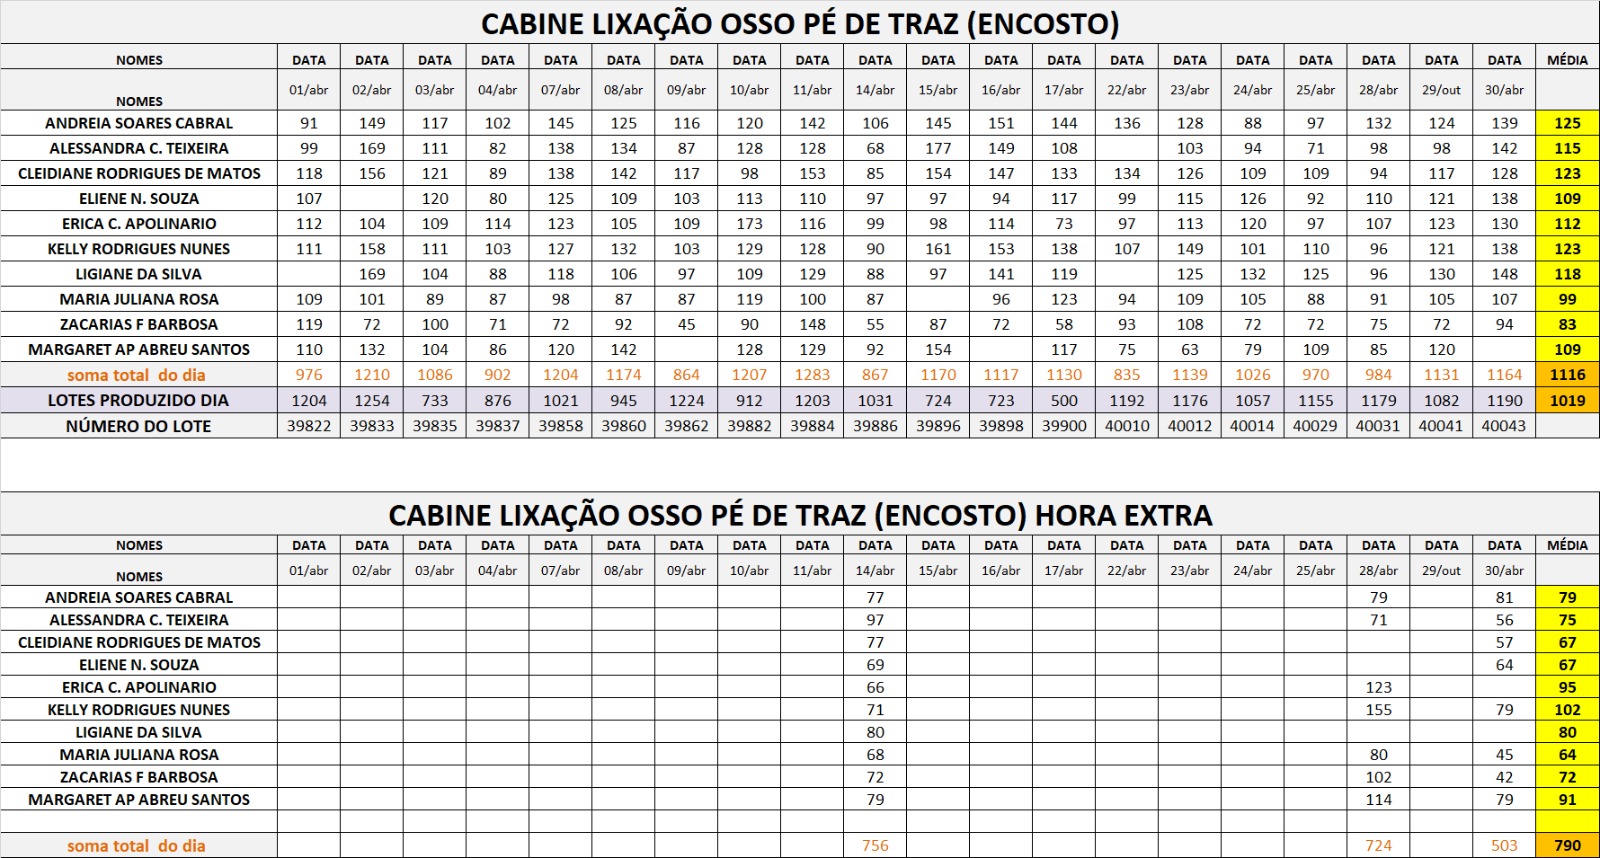 CABINE LIXAÇÃO OSSO PÉ DE TRAZ (ENCOSTO)
NOMES DATA DATA DATA DATA DATA DATA DATA DATA DATA DATA DATA DATA DATA DATA DATA DATA DATA DATA DATA DATA MÉDIA
NOMES 01/abr 02/abr 03/abr 04/abr 07/abr 08/abr 09/abr 10/abr 11/abr 14/abr 15/abr 16/abr 17/abr 22/abr 23/abr 24/abr 25/abr 28/abr 29/out 30/abr
ANDREIA SOARES CABRAL 91 149 117 102 145 125 116 120 142 106 145 151 144 136 128 88 97 132 124 139 125
ALESSANDRA C. TEIXEIRA 99 169 111 82 138 134 87 128 128 68 177 149 108 103 94 71 98 98 142 115
CLEIDIANE RODRIGUES DE MATOS 118 156 121 89 138 142 117 98 153 85 154 147 133 134 126 109 109 94 117 128 123
ELIENE N. SOUZA 107 120 80 125 109 103 113 110 97 97 94 117 99 115 126 92 110 121 138 109
ERICA C. APOLINARIO 112 104 109 114 123 105 109 173 116 99 98 114 73 97 113 120 97 107 123 130 112
KELLY RODRIGUES NUNES 111 158 111 103 127 132 103 129 128 90 161 153 138 107 149 101 110 96 121 138 123
LIGIANE DA SILVA 169 104 88 118 106 97 109 129 88 97 141 119 125 132 125 96 130 148 118
MARIA JULIANA ROSA 109 101 89 87 98 87 87 119 100 87 96 123 94 109 105 88 91 105 107 99
ZACARIAS F BARBOSA 119 72 100 71 72 92 45 90 148 55 87 72 58 93 108 72 72 75 72 94 83
MARGARET AP ABREU SANTOS 110 132 104 86 120 142 128 129 92 154 117 75 63 79 109 85 120 109
soma total do dia 976 1210 1086 902 1204 1174 864 1207 1283 867 1170 1117 1130 835 1139 1026 970 984 1131 1164 1116
LOTES PRODUZIDO DIA 1204 1254 733 876 1021 945 1224 912 1203 1031 724 723 500 1192 1176 1057 1155 1179 1082 1190 1019
NÚMERO DO LOTE 39822 39833 39835 39837 39858 39860 39862 39882 39884 39886 39896 39898 39900 40010 40012 40014 40029 40031 40041 40043
CABINE LIXAÇÃO OSSO PÉ DE TRAZ (ENCOSTO) HORA EXTRA
NOMES DATA DATA DATA DATA DATA DATA DATA DATA DATA DATA DATA DATA DATA DATA DATA DATA DATA DATA DATA DATA MÉDIA
NOMES 01/abr 02/abr 03/abr 04/abr 07/abr 08/abr 09/abr 10/abr 11/abr 14/abr 15/abr 16/abr 17/abr 22/abr 23/abr 24/abr 25/abr 28/abr 29/out 30/abr
ANDREIA SOARES CABRAL 77 79 81 79
ALESSANDRA C. TEIXEIRA 97 71 56 75
CLEIDIANE RODRIGUES DE MATOS 77 57 67
ELIENE N. SOUZA 69 64 67
ERICA C. APOLINARIO 66 123 95
KELLY RODRIGUES NUNES 71 155 79 102
LIGIANE DA SILVA 80 80
MARIA JULIANA ROSA 68 80 45 64
ZACARIAS F BARBOSA 72 102 42 72
MARGARET AP ABREU SANTOS 79 114 79 91
soma total do dia 756 724 503 790